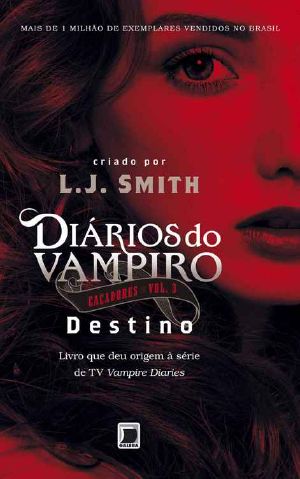 MAIS DE 1 MILHÃO DE EXEMPLARES VENDIDOS NO BRASIL
criado por
L.J. SMITH
DIÁRIOS do
VAMPIRO
CAÇADORES VOL. 3
Destino
Livro que deu origem à série
de TV Vampire Diaries
GALERA